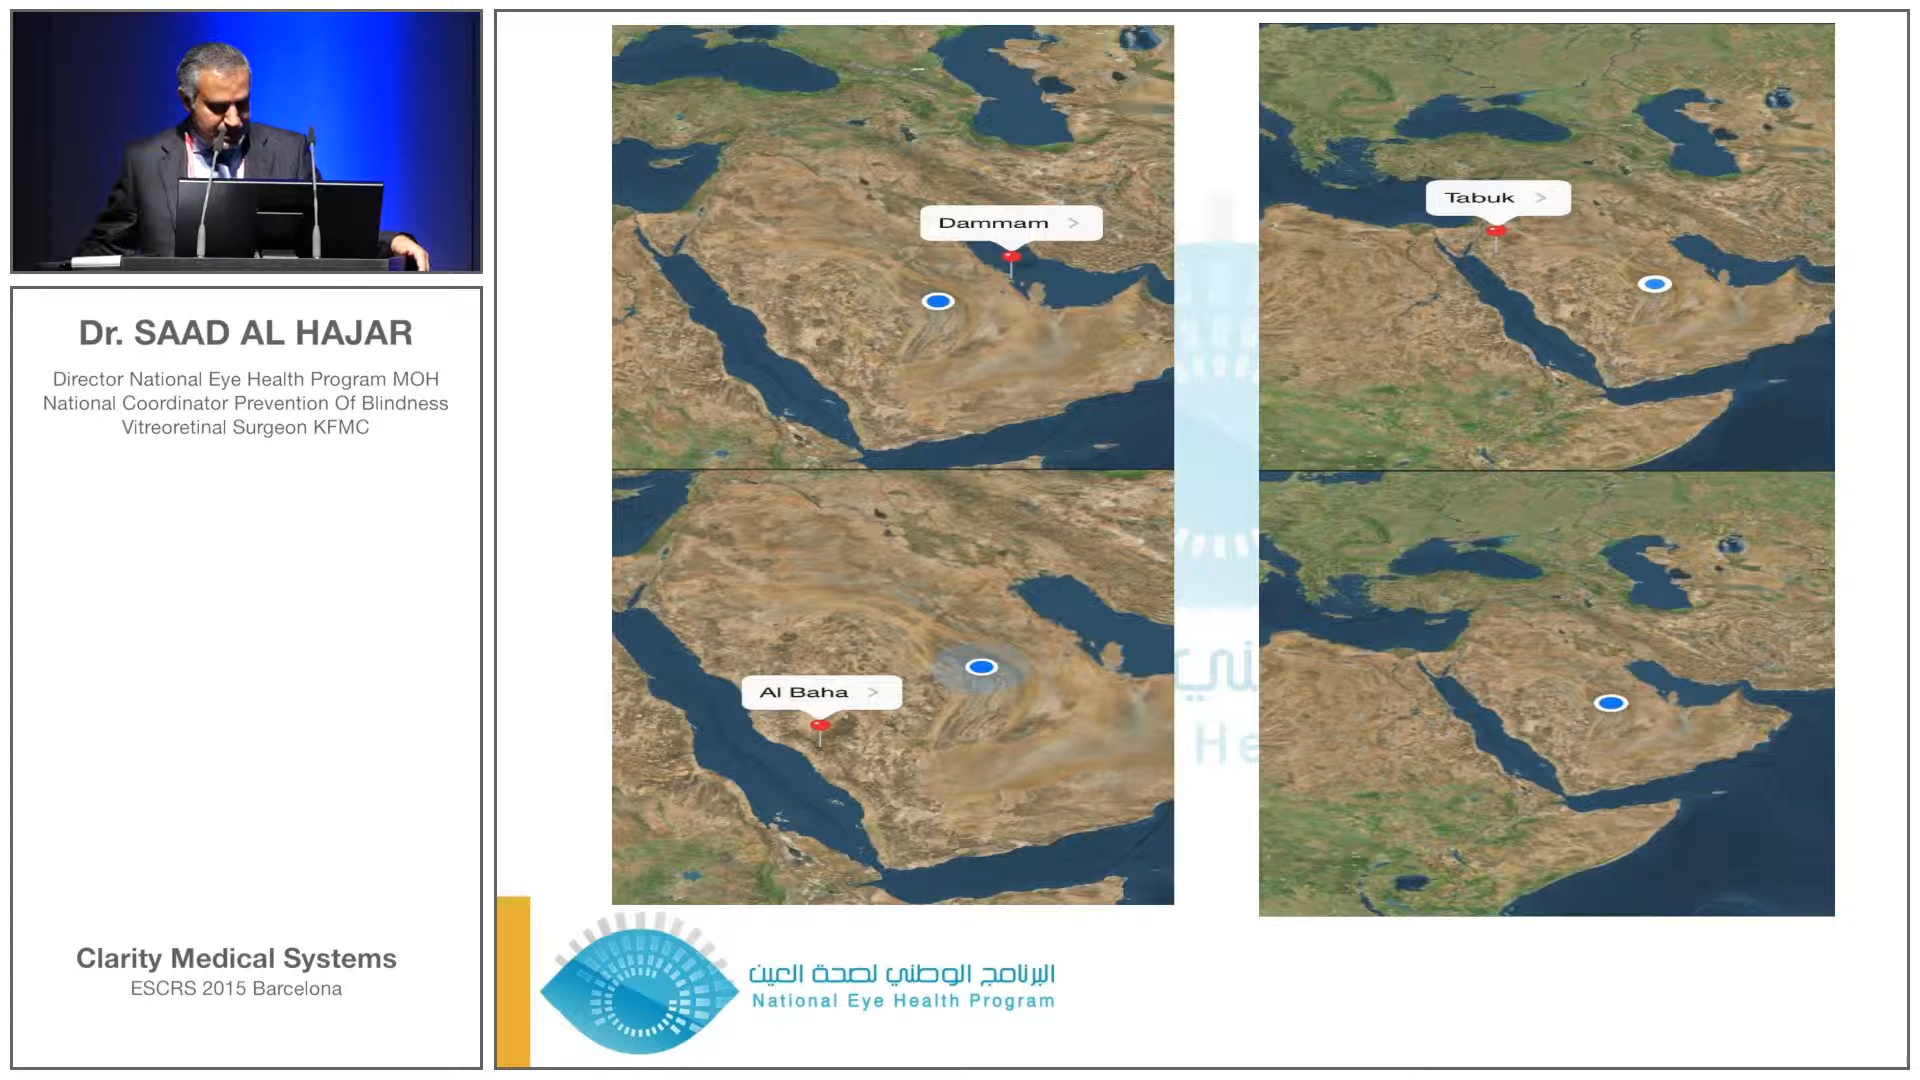 Dr. SAAD AL HAJAR
Director National Eye Health Program MOH
National Coordinator Prevention Of Blindness
Vitreoretinal Surgeon KFMC
Clarity Medical Systems
ESCRS 2015 Barcelona
Dammam >
Tabuk >
Al Baha >
He
البرنامج الوطني لصحة العين
National Eye Health Program